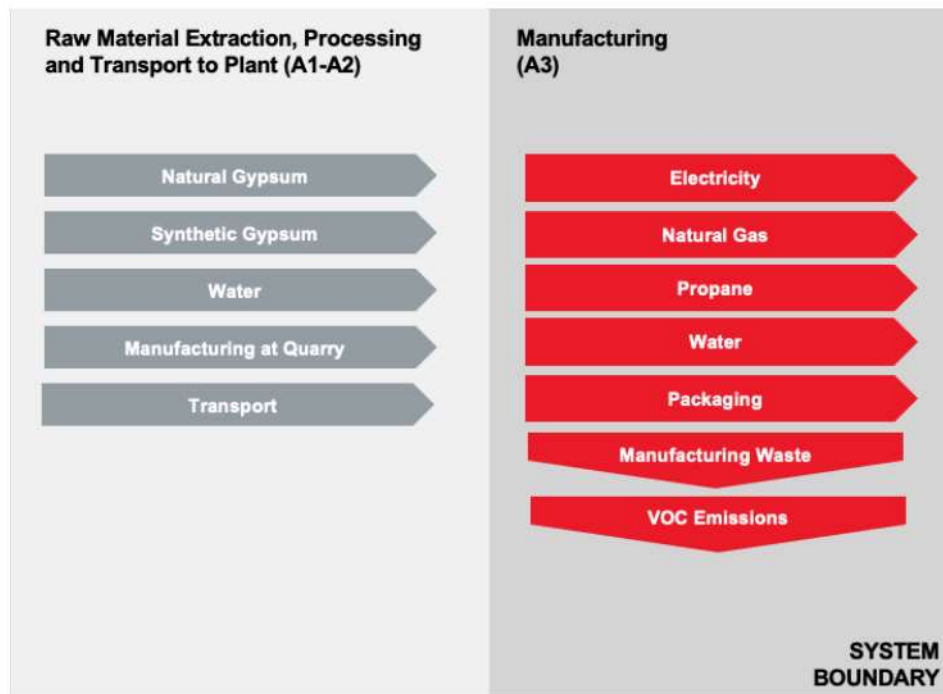 Raw Material Extraction, Processing
and Transport to Plant (A1-A2)
Natural Gypsum
Synthetic Gypsum
Water
Manufacturing at Quarry
Transport
Manufacturing
(A3)
Electricity
Natural Gas
Propane
Water
Packaging
Manufacturing Waste
VOC Emissions
SYSTEM
BOUNDARY